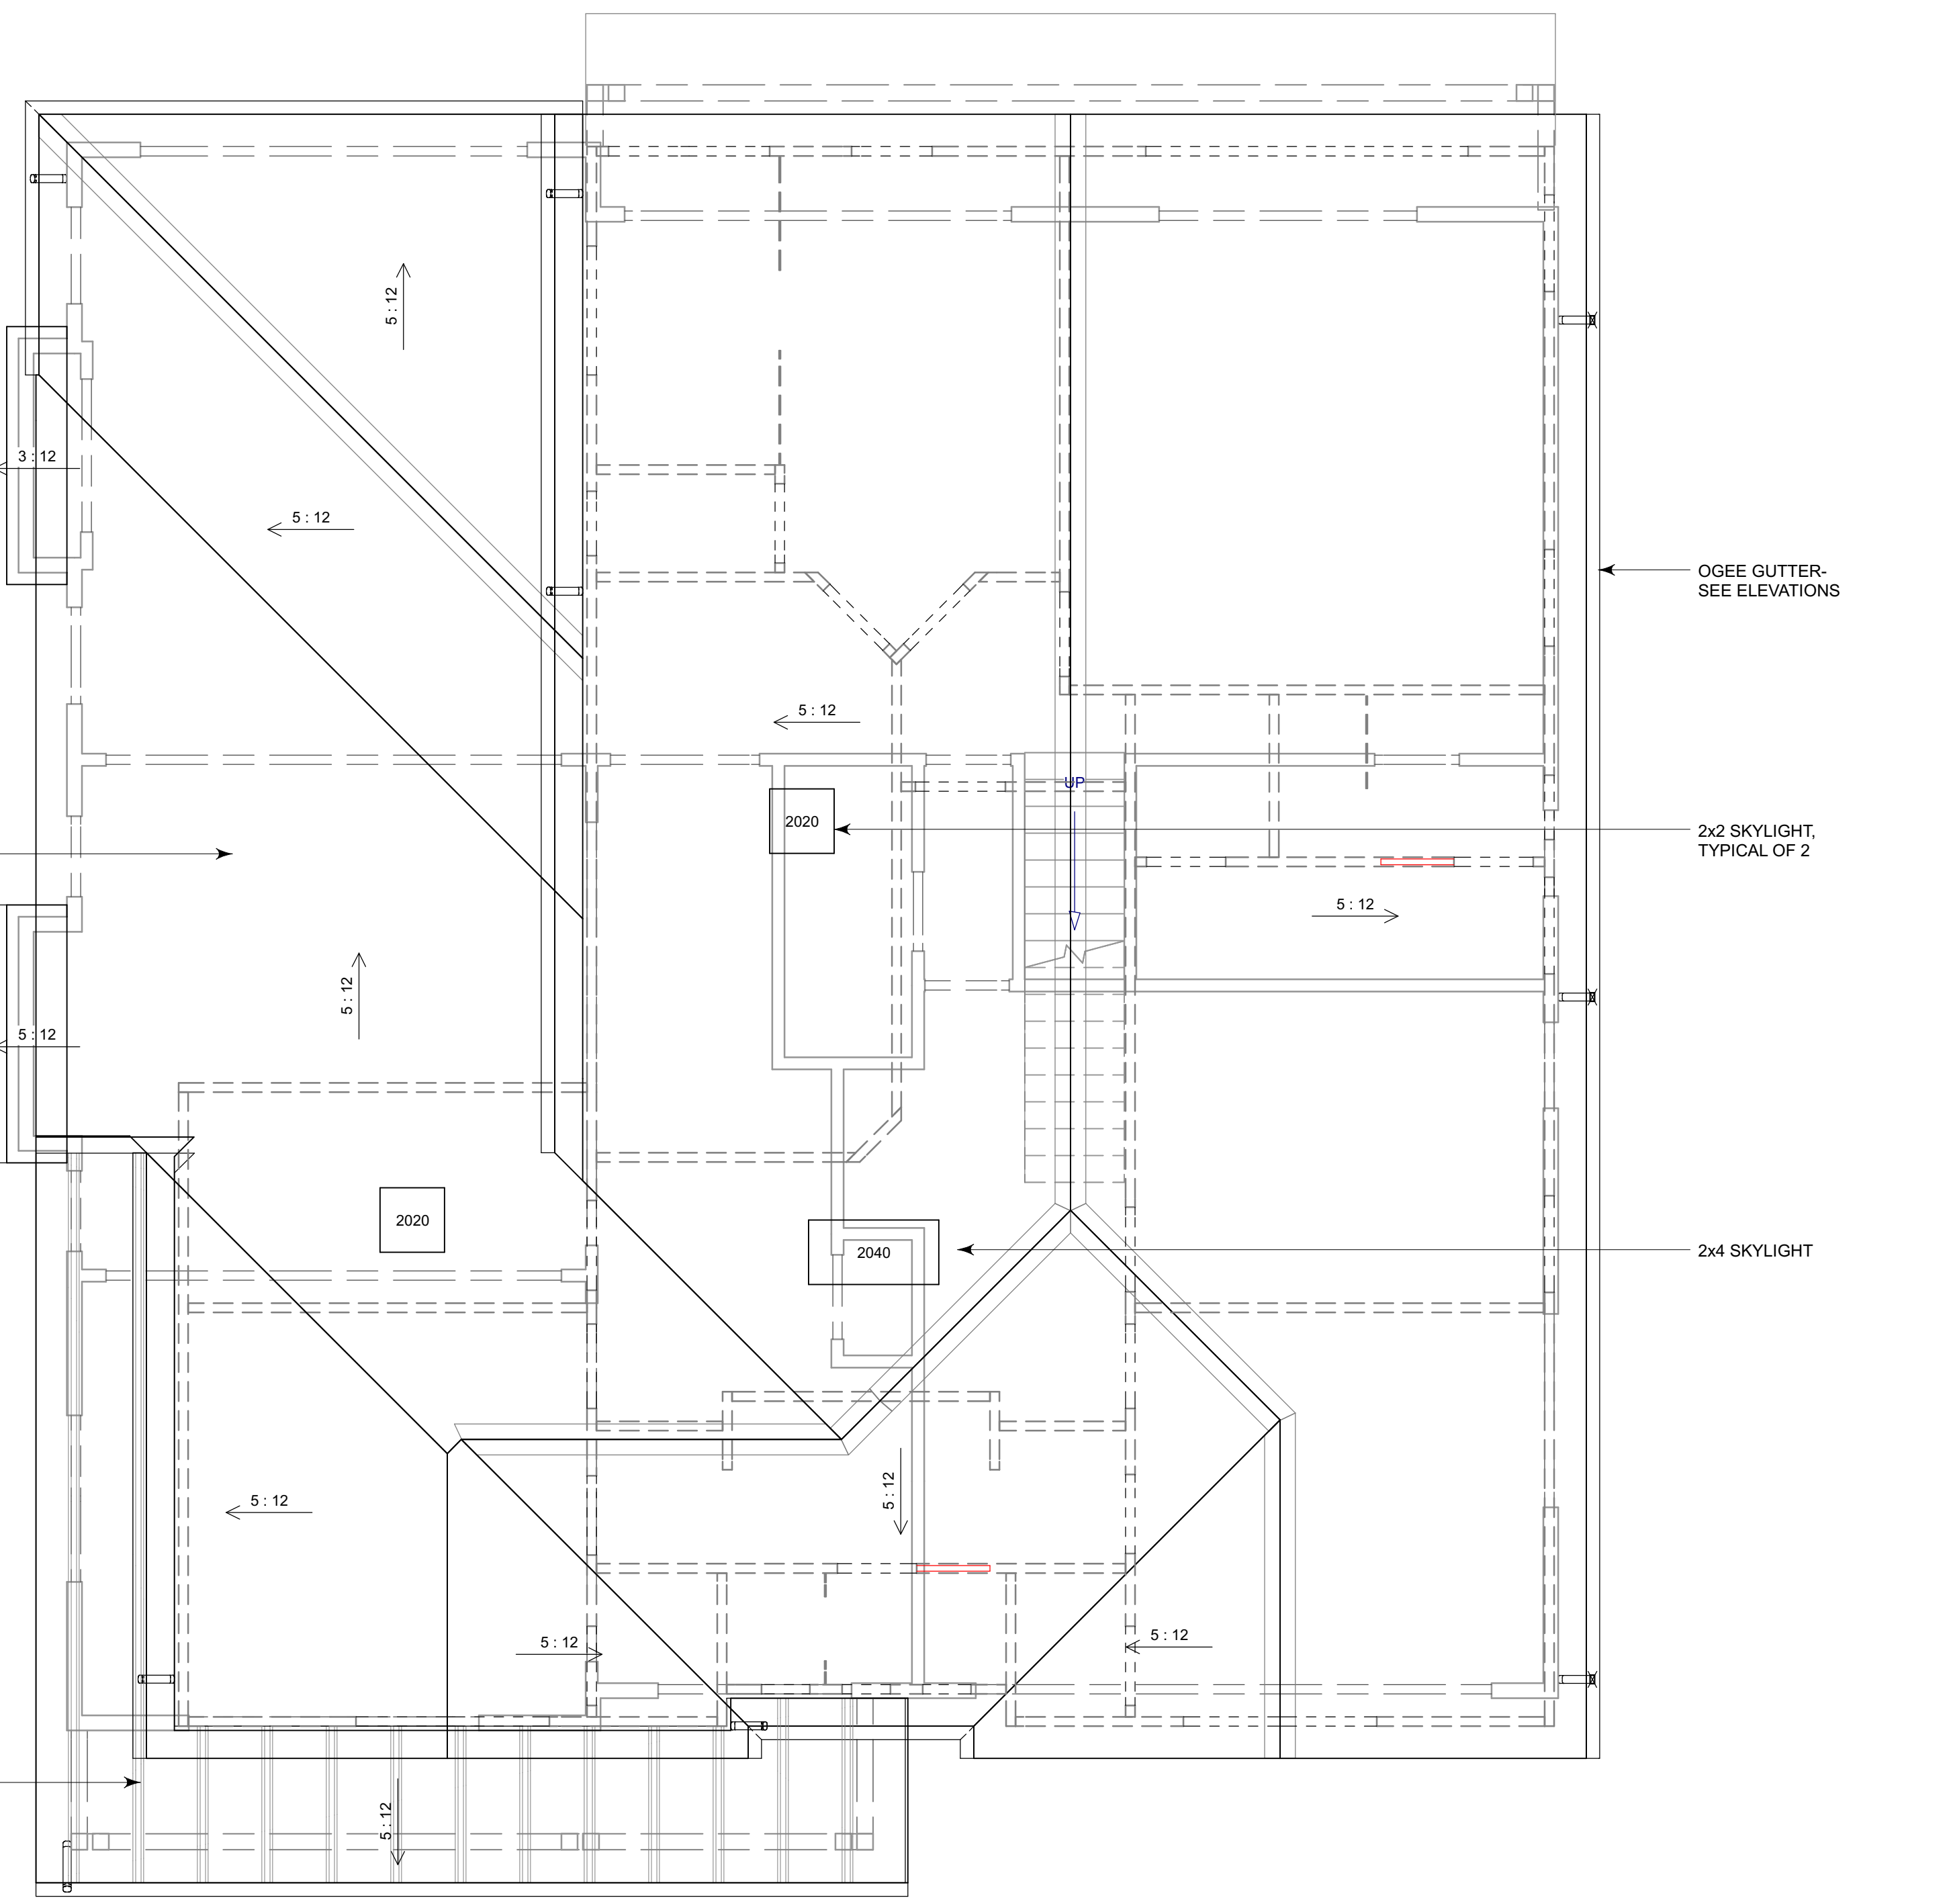 5 : 12
3 : 12
5 : 12
OGEE GUTTER-
SEE ELEVATIONS
5 : 12
UP
2020
2x2 SKYLIGHT,
TYPICAL OF 2
5 : 12
5 : 12
5 : 12
2020
2040
2x4 SKYLIGHT
5 : 12
5 : 12
5 : 12
5 : 12
5 : 12